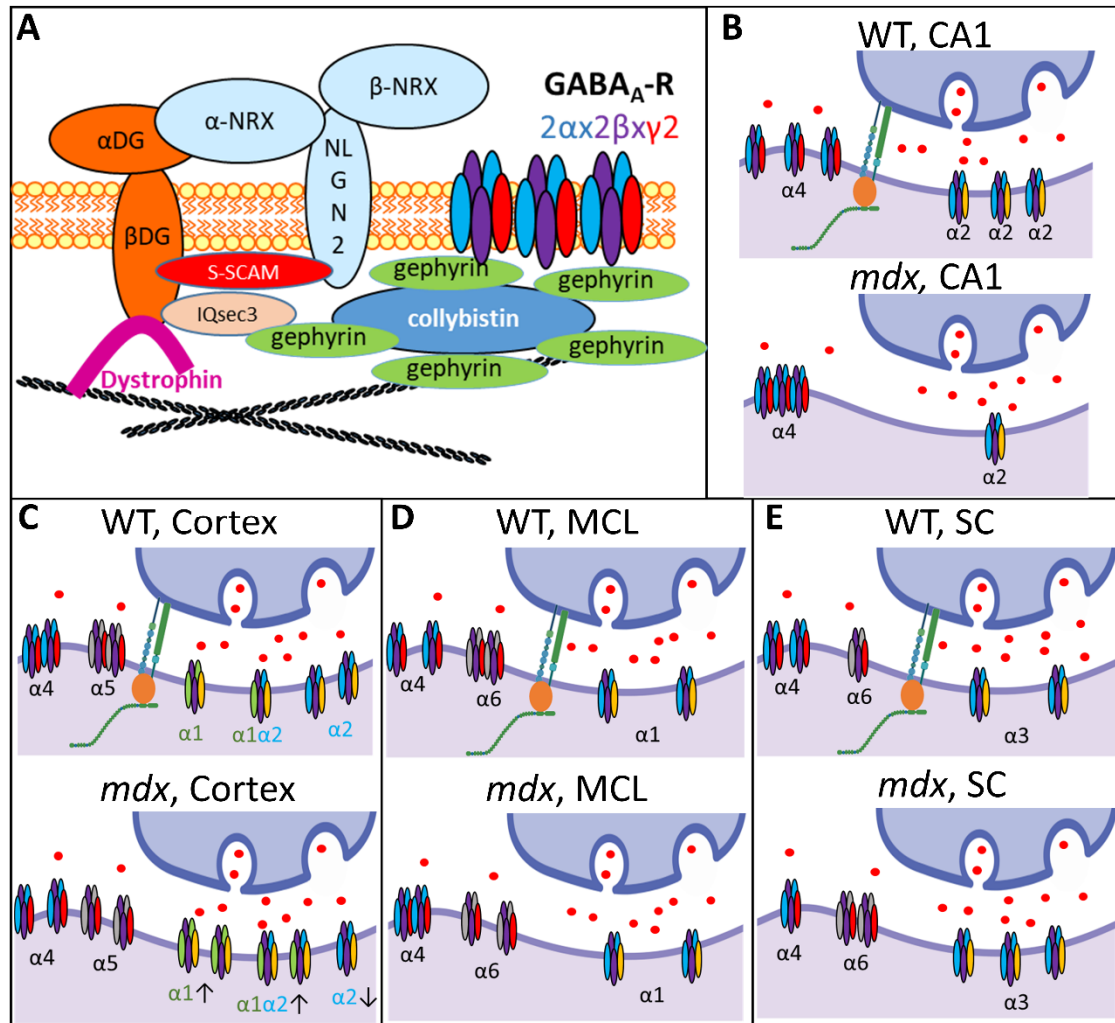 A
αDG
α-NRX
β-NRX
NL
G
N
2
βDG
S-SCAM
IQsec3
Dystrophin
GABAA-R
2αx2βxγ2
gephyrin
gephyrin
collybistin
gephyrin
gephyrin
gephyrin
B
WT, CA1
α4
α2 α2 α2
mdx, CA1
α4
α2
C
WT, Cortex
α4 α5
α1 α1α2 α2
mdx, Cortex
α4 α5
α1↑ α1α2↑ α2↓
D
WT, MCL
α4 α6
α1
mdx, MCL
α4 α6
α1
E
WT, SC
α4 α6
α3
mdx, SC
α4 α6
α3